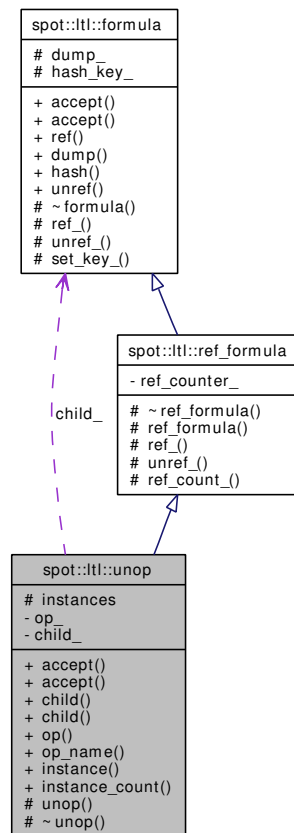 spot::ltl::formula
# dump_
# hash_key_
+ accept()
+ accept()
+ ref()
+ dump()
+ hash()
+ unref()
# ~formula()
# ref_()
# unref_()
# set_key_()
spot::ltl::ref_formula
- ref_counter_
# ~ref_formula()
# ref_formula()
# ref_()
# unref_()
# ref_count_()
child_
spot::ltl::unop
# instances
- op_
- child_
+ accept()
+ accept()
+ child()
+ child()
+ op()
+ op_name()
+ instance()
+ instance_count()
# unop()
# ~unop()